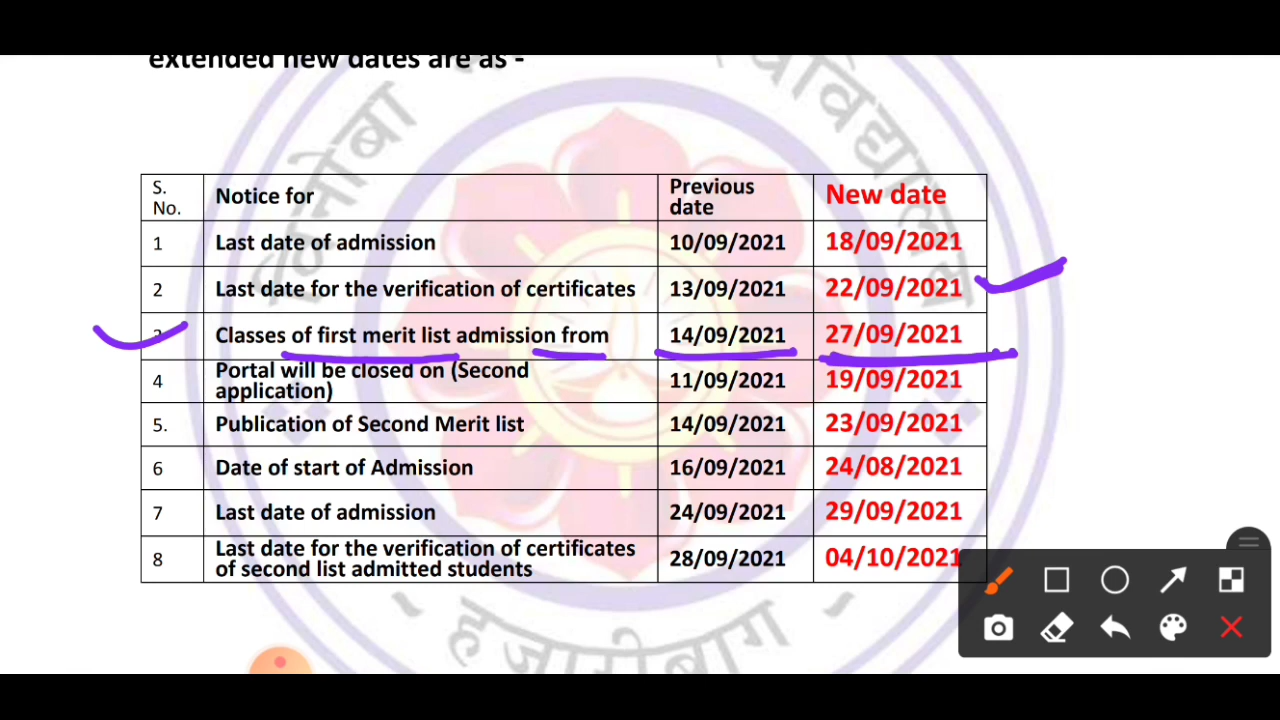 extended new dates are as -
विनोबा
विश्वविद्यालय
S. No. Notice for Previous date New date
1 Last date of admission 10/09/2021 18/09/2021
2 Last date for the verification of certificates 13/09/2021 22/09/2021
3 Classes of first merit list admission from 14/09/2021 27/09/2021
4 Portal will be closed on (Second application) 11/09/2021 19/09/2021
5. Publication of Second Merit list 14/09/2021 23/09/2021
6 Date of start of Admission 16/09/2021 24/08/2021
7 Last date of admission 24/09/2021 29/09/2021
8 Last date for the verification of certificates of second list admitted students 28/09/2021 04/10/2021
हजारीबाग